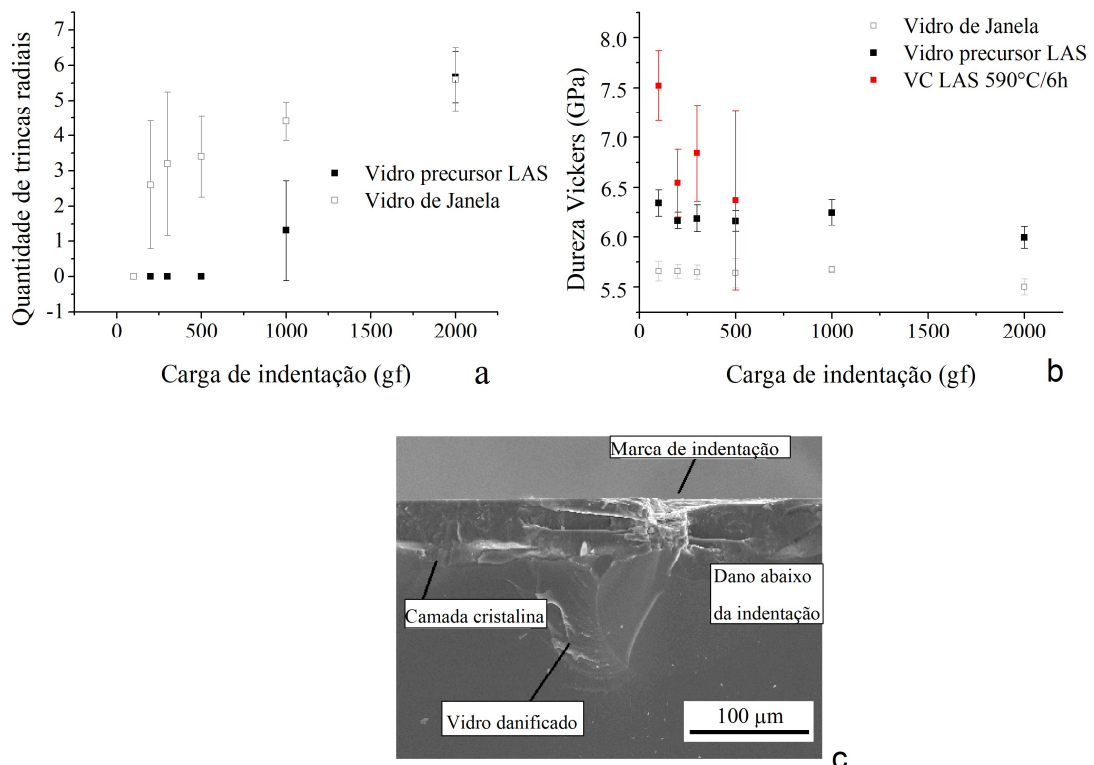 Quantidade de trincas radiais
7
6
5
4
3
2
1
0
-1
0
500
1000
1500
2000
Vidro precursor LAS
Vidro de Janela
Carga de indentação (gf)
a
Dureza Vickers (GPa)
8.0
7.5
7.0
6.5
6.0
5.5
0
500
1000
1500
2000
Vidro de Janela
Vidro precursor LAS
VC LAS 590°C/6h
Carga de indentação (gf)
b
Marca de indentação
Camada cristalina
Dano abaixo
da indentação
Vidro danificado
100 µm
c